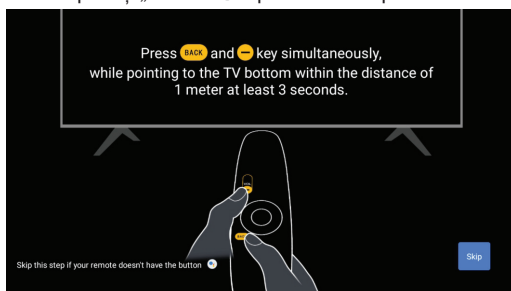 Press BACK and − key simultaneously,
while pointing to the TV bottom within the distance of
1 meter at least 3 seconds.
Skip this step if your remote doesn't have the button
Skip